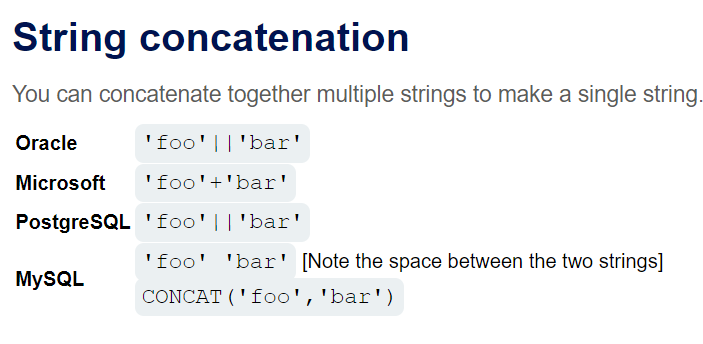 String concatenation
You can concatenate together multiple strings to make a single string.
Oracle 'foo'||'bar'
Microsoft 'foo'+'bar'
PostgreSQL 'foo'||'bar'
MySQL 'foo' 'bar' [Note the space between the two strings]
CONCAT('foo','bar')